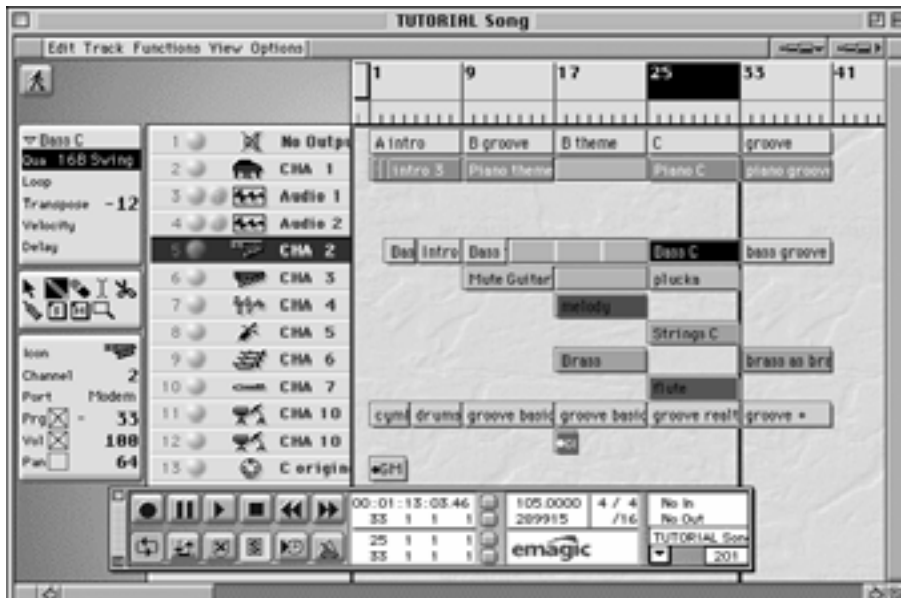 TUTORIAL Song
Edit Track Functions View Options
1 9 17 25 33 41
Bass C
Qua 16B Swing
Loop
Transpose -12
Velocity
Delay
1 No Outpu
2 CHA 1
3 Audio 1
4 Audio 2
5 CHA 2
6 CHA 3
7 CHA 4
8 CHA 5
9 CHA 6
10 CHA 7
11 CHA 10
12 CHA 10
13 C origin
A intro B groove B theme C groove
Intro 3 Piano theme Piano C piano groov
Bas Intro Bass Bass C bass groove
Mute Guitar plucks
melody
Strings C
Brass brass as bra
flute
cymb drums groove basic groove basic groove realt groove +
GM
Icon
Channel 2
Port Modem
Prg - 33
Vol 100
Pan 64
00:01:13:03.46
33 1 1 1
25 1 1 1
33 1 1 1
105.0000 4 / 4
289915 /16
emagic
No In
No Out
TUTORIAL Son
201